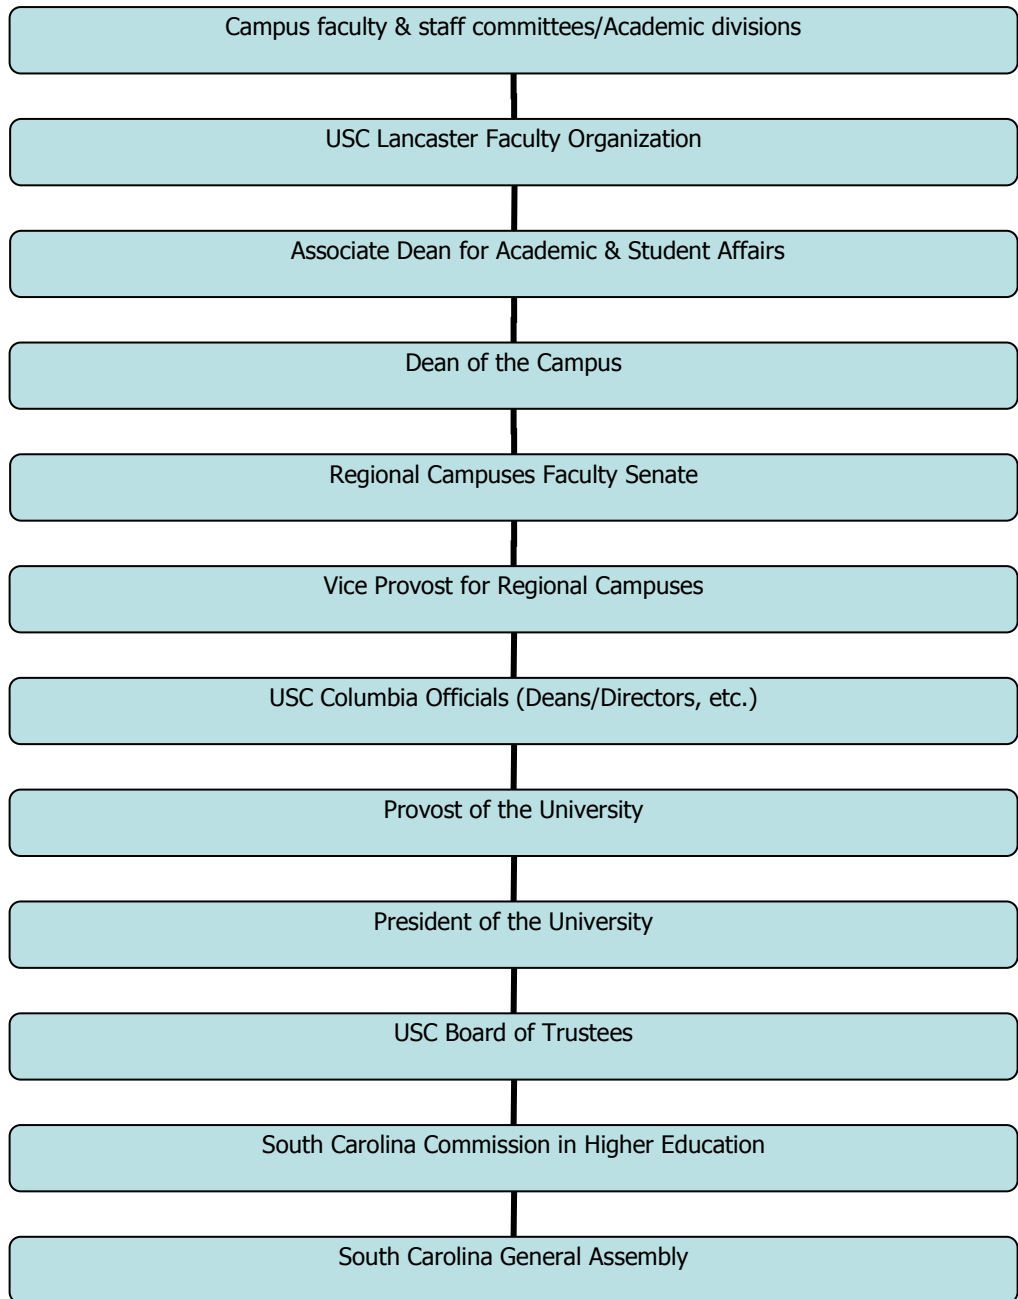 Campus faculty & staff committees/Academic divisions
USC Lancaster Faculty Organization
Associate Dean for Academic & Student Affairs
Dean of the Campus
Regional Campuses Faculty Senate
Vice Provost for Regional Campuses
USC Columbia Officials (Deans/Directors, etc.)
Provost of the University
President of the University
USC Board of Trustees
South Carolina Commission in Higher Education
South Carolina General Assembly